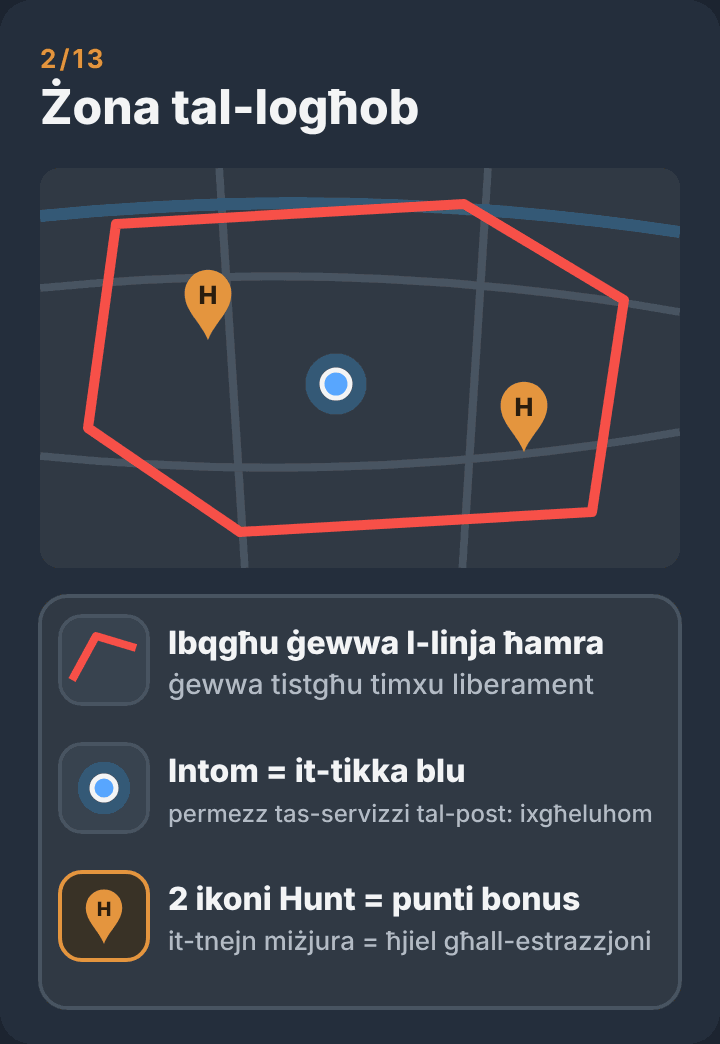 2/13
Żona tal-logħob
H
H
Ibqgħu ġewwa l-linja ħamra
ġewwa tistgħu timxu liberament
Intom = it-tikka blu
permezz tas-servizzi tal-post: ixgħeluhom
H
2 ikoni Hunt = punti bonus
it-tnejn miżjura = ħjiel għall-estrazzjoni